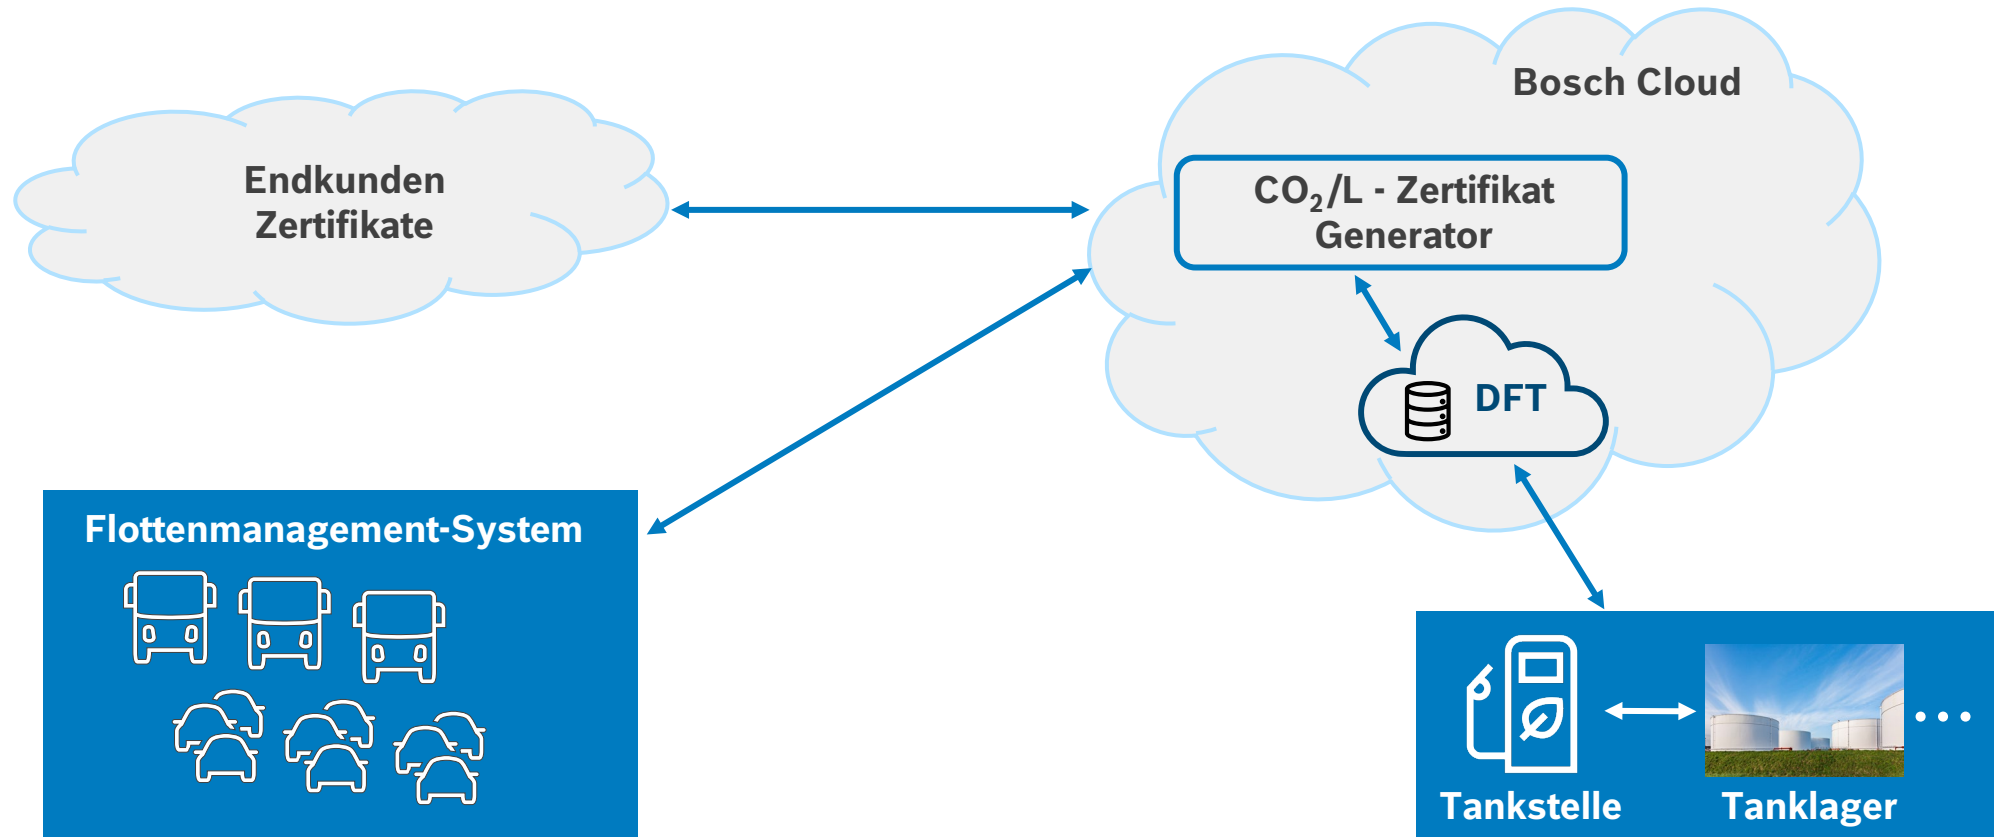 Bosch Cloud
Endkunden
Zertifikate
CO₂/L - Zertifikat
Generator
DFT
Flottenmanagement-System
Tankstelle
Tanklager
...